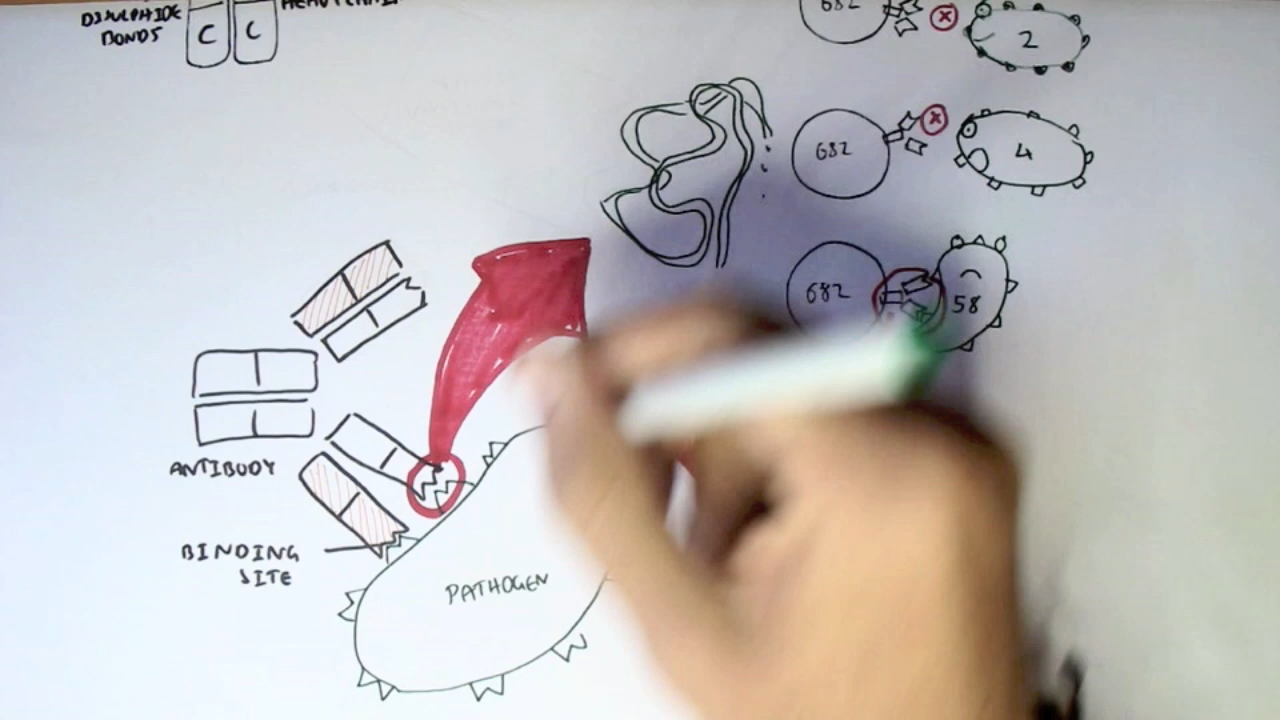 DISULPHIDE
BONDS
C
C
682
2
682
4
682
58
ANTIBODY
BINDING
SITE
PATHOGEN